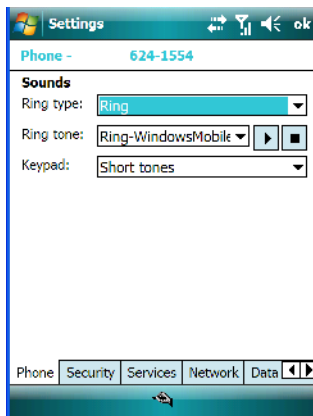 Settings ok
Phone - 624-1554
Sounds
Ring type: Ring
Ring tone: Ring-WindowsMobile
Keypad: Short tones
Phone Security Services Network Data